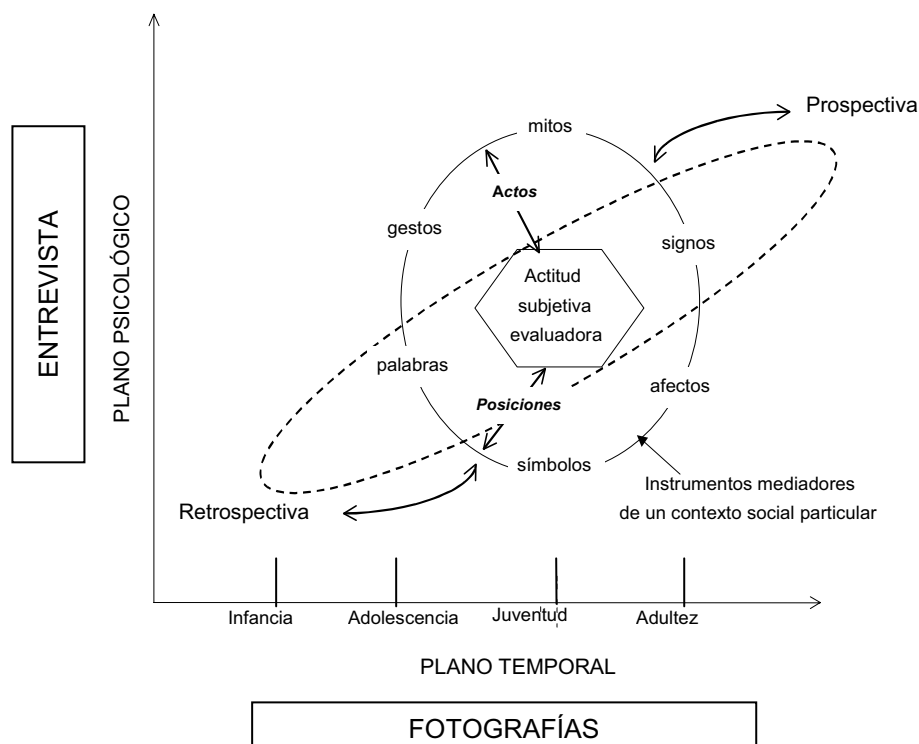 Prospectiva
mitos
Actos
gestos
signos
ENTREVISTA
PLANO PSICOLÓGICO
Actitud
subjetiva
evaluadora
palabras
afectos
Posiciones
símbolos
Instrumentos mediadores
de un contexto social particular
Retrospectiva
Infancia
Adolescencia
Juventud
Adultez
PLANO TEMPORAL
FOTOGRAFÍAS